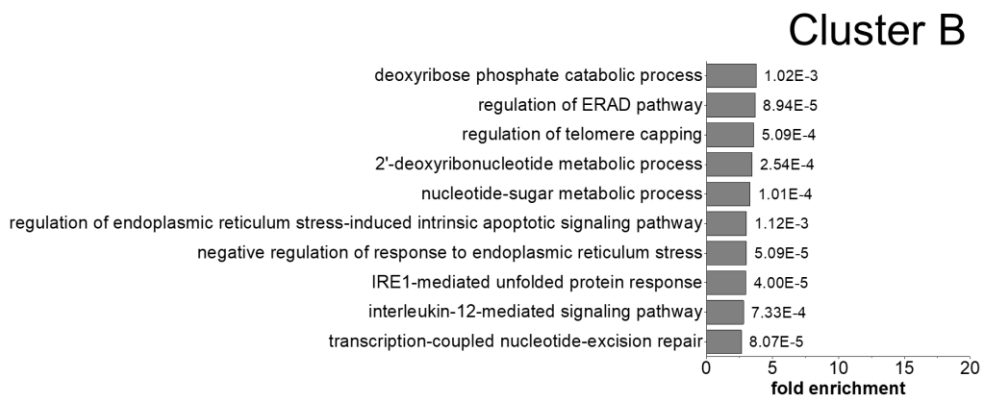 Cluster B
deoxyribose phosphate catabolic process 1.02E-3
regulation of ERAD pathway 8.94E-5
regulation of telomere capping 5.09E-4
2'-deoxyribonucleotide metabolic process 2.54E-4
nucleotide-sugar metabolic process 1.01E-4
regulation of endoplasmic reticulum stress-induced intrinsic apoptotic signaling pathway 1.12E-3
negative regulation of response to endoplasmic reticulum stress 5.09E-5
IRE1-mediated unfolded protein response 4.00E-5
interleukin-12-mediated signaling pathway 7.33E-4
transcription-coupled nucleotide-excision repair 8.07E-5
0 5 10 15 20
fold enrichment